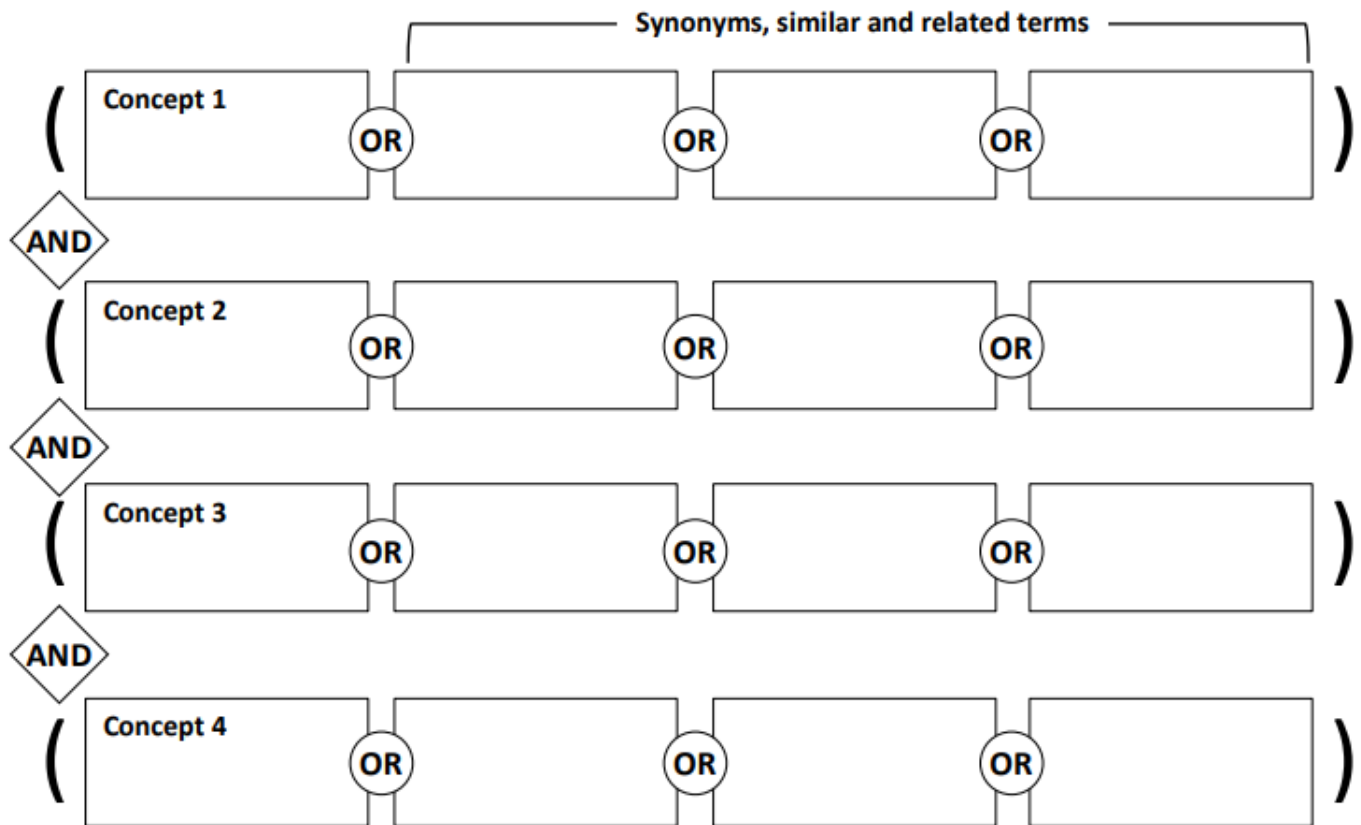 Synonyms, similar and related terms
( Concept 1 OR OR OR )
AND
( Concept 2 OR OR OR )
AND
( Concept 3 OR OR OR )
AND
( Concept 4 OR OR OR )